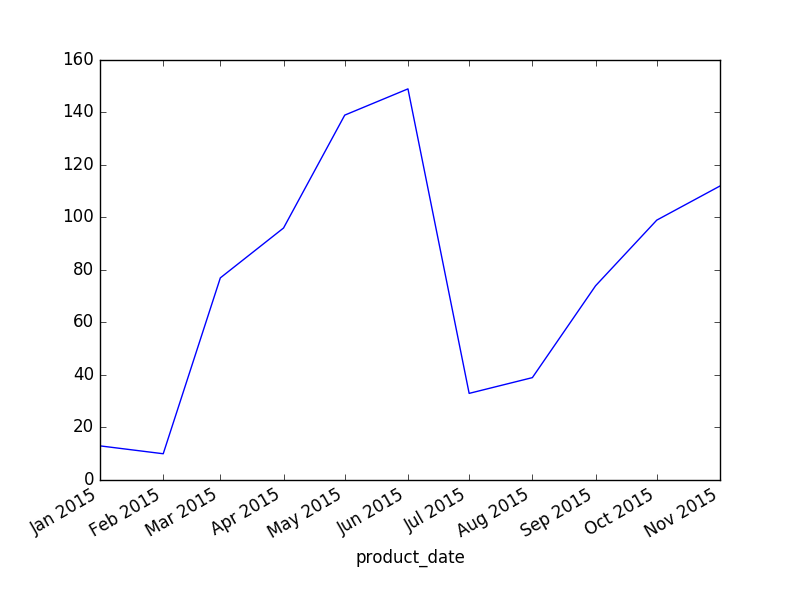 160
140
120
100
80
60
40
20
0
Jan 2015
Feb 2015
Mar 2015
Apr 2015
May 2015
Jun 2015
Jul 2015
Aug 2015
Sep 2015
Oct 2015
Nov 2015
product_date